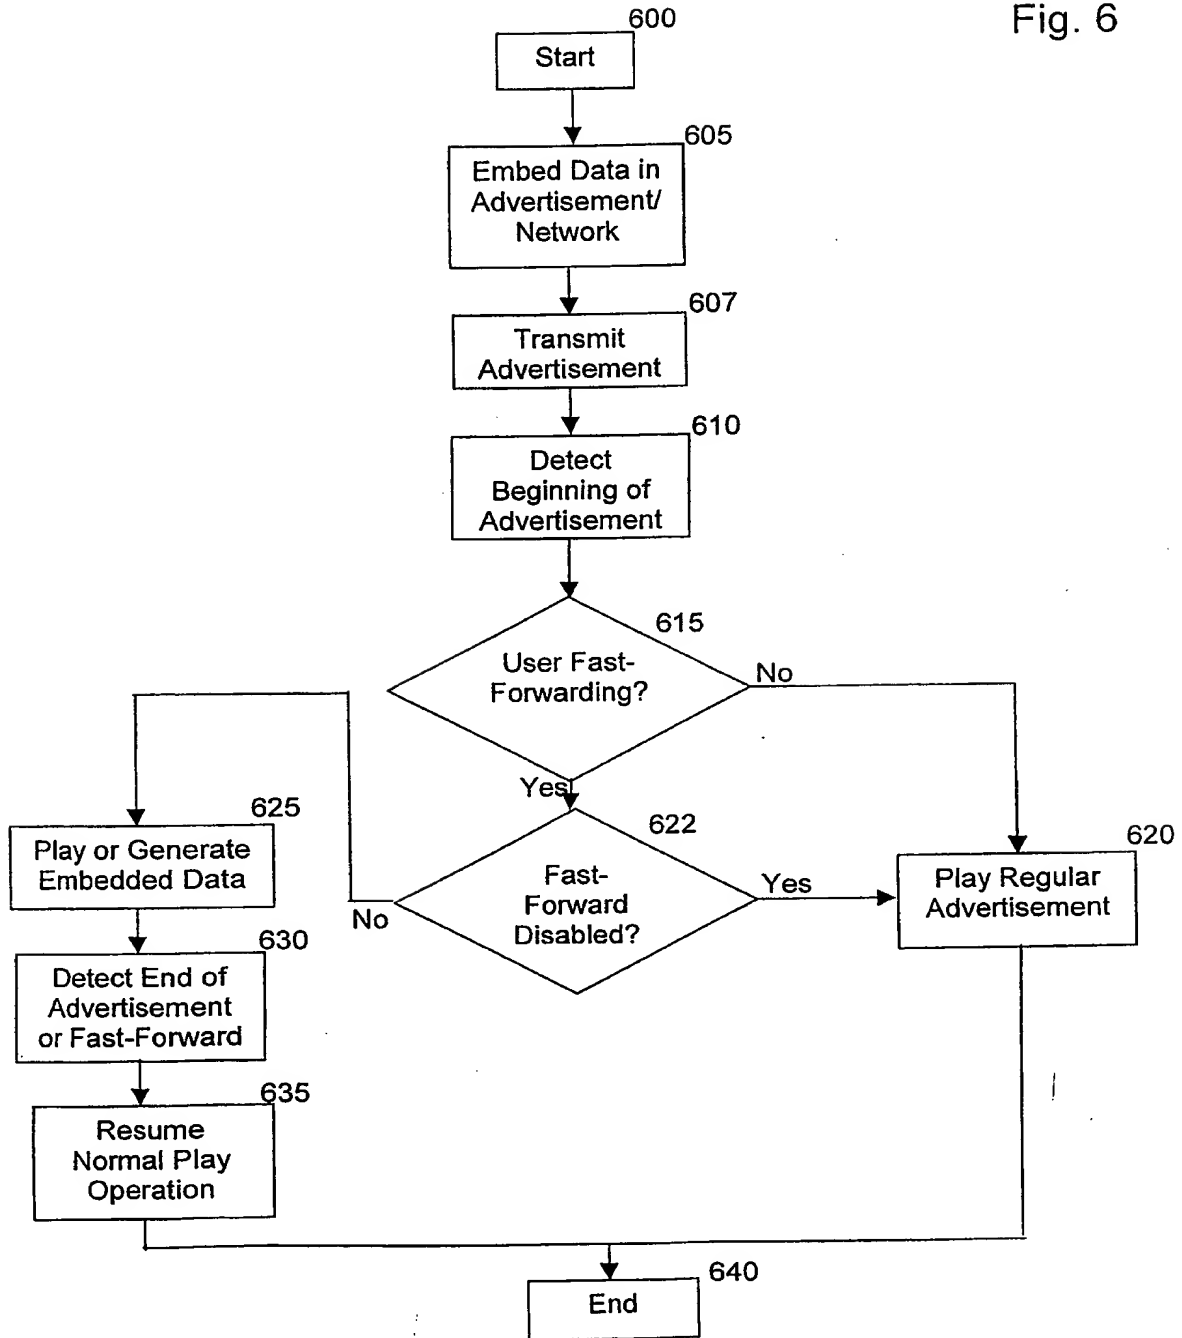 Fig. 6
600
Start
605
Embed Data in
Advertisement/
Network
607
Transmit
Advertisement
610
Detect
Beginning of
Advertisement
615
User Fast-
Forwarding?
No
Yes
622
Fast-
Forward
Disabled?
Yes
No
620
Play Regular
Advertisement
625
Play or Generate
Embedded Data
630
Detect End of
Advertisement
or Fast-Forward
635
Resume
Normal Play
Operation
640
End